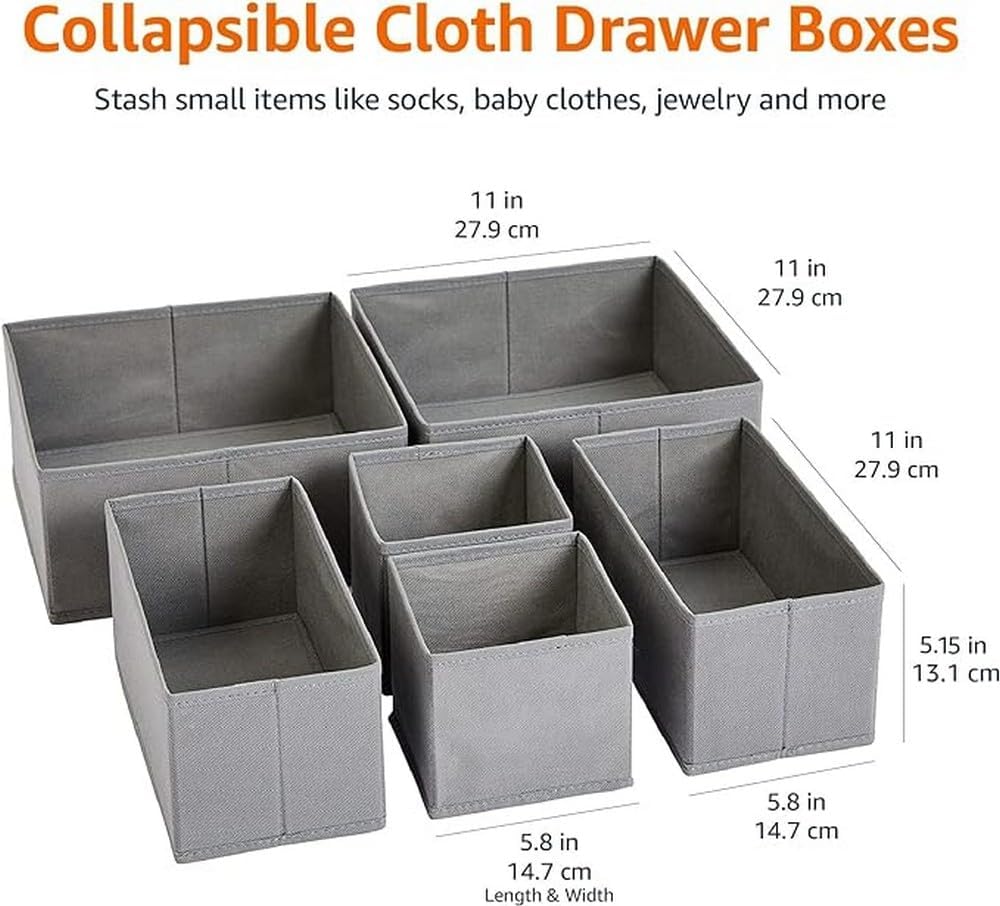 Collapsible Cloth Drawer Boxes
Stash small items like socks, baby clothes, jewelry and more
11 in
27.9 cm
11 in
27.9 cm
11 in
27.9 cm
5.15 in
13.1 cm
5.8 in
14.7 cm
5.8 in
14.7 cm
Length & Width